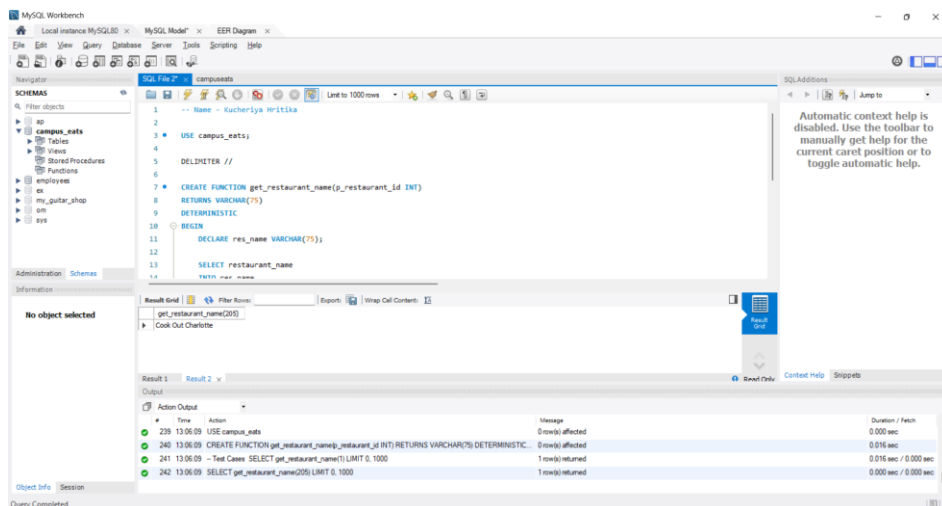 MySQL Workbench
Local instance MySQL80 × MySQL Model* × EER Diagram ×
File Edit View Query Database Server Tools Scripting Help
Navigator
SCHEMAS
Filter objects
ap
campus_eats
Tables
Views
Stored Procedures
Functions
employees
ex
my_guitar_shop
om
sys
Administration Schemas
Information
No object selected
Object Info Session
Query Completed
SQL File 2* × campuseats
Limit to 1000 rows
1 -- Name - Kucheriya Hritika
2
3 USE campus_eats;
4
5 DELIMITER //
6
7 CREATE FUNCTION get_restaurant_name(p_restaurant_id INT)
8 RETURNS VARCHAR(75)
9 DETERMINISTIC
10 BEGIN
11 DECLARE res_name VARCHAR(75);
12
13 SELECT restaurant_name
14 INTO res_name
Result Grid Filter Rows: Export: Wrap Cell Content:
get_restaurant_name(205)
Cook Out Charlotte
Result Grid
Result 1 Result 2 × Read Only
Output
Action Output
# Time Action Message Duration / Fetch
239 13:06:09 USE campus_eats 0 row(s) affected 0.000 sec
240 13:06:09 CREATE FUNCTION get_restaurant_name(p_restaurant_id INT) RETURNS VARCHAR(75) DETERMINISTIC... 0 row(s) affected 0.016 sec
241 13:06:09 -- Test Cases SELECT get_restaurant_name(1) LIMIT 0, 1000 1 row(s) returned 0.016 sec / 0.000 sec
242 13:06:09 SELECT get_restaurant_name(205) LIMIT 0, 1000 1 row(s) returned 0.000 sec / 0.000 sec
SQLAdditions
Jump to
Automatic context help is
disabled. Use the toolbar to
manually get help for the
current caret position or to
toggle automatic help.
Context Help Snippets